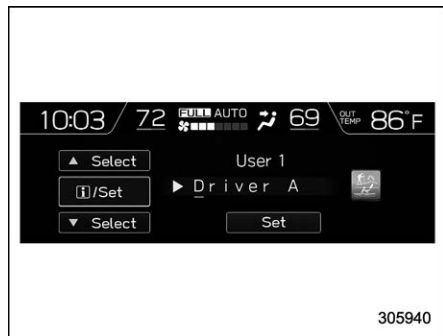 10:03 72 FULL AUTO 69 OUT TEMP 86°F
▲ Select
User 1
i/Set
▶ Driver A
▼ Select
Set
305940